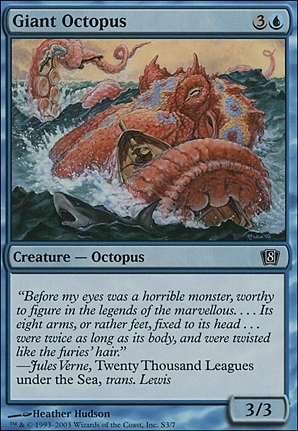 Giant Octopus 3
Creature — Octopus 8
“Before my eyes was a horrible monster, worthy
to figure in the legends of the marvellous. . . . Its
eight arms, or rather feet, fixed to its head . . .
were twice as long as its body, and were twisted
like the furies’ hair.”
—Jules Verne, Twenty Thousand Leagues
under the Sea, trans. Lewis
Heather Hudson
™ & © 1993–2003 Wizards of the Coast, Inc. S3/7
3/3